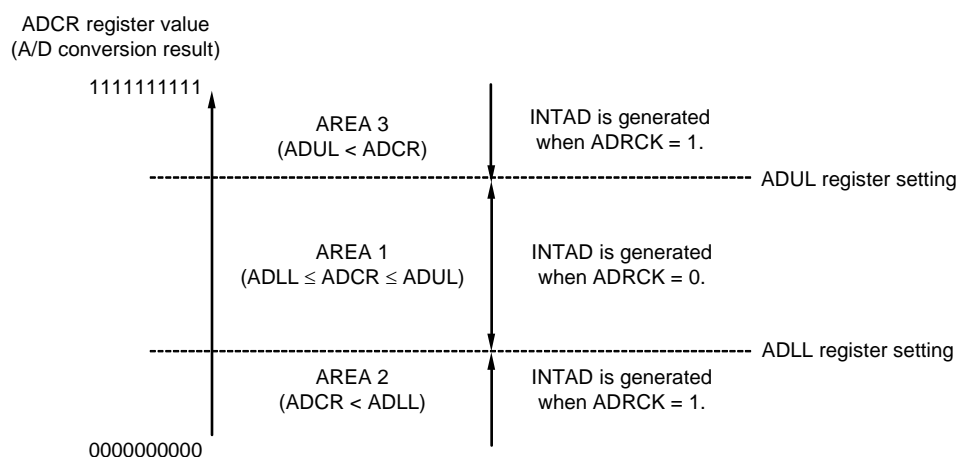 ADCR register value
(A/D conversion result)
1111111111
AREA 3
(ADUL < ADCR)
INTAD is generated
when ADRCK = 1.
ADUL register setting
AREA 1
(ADLL ≤ ADCR ≤ ADUL)
INTAD is generated
when ADRCK = 0.
ADLL register setting
AREA 2
(ADCR < ADLL)
INTAD is generated
when ADRCK = 1.
0000000000